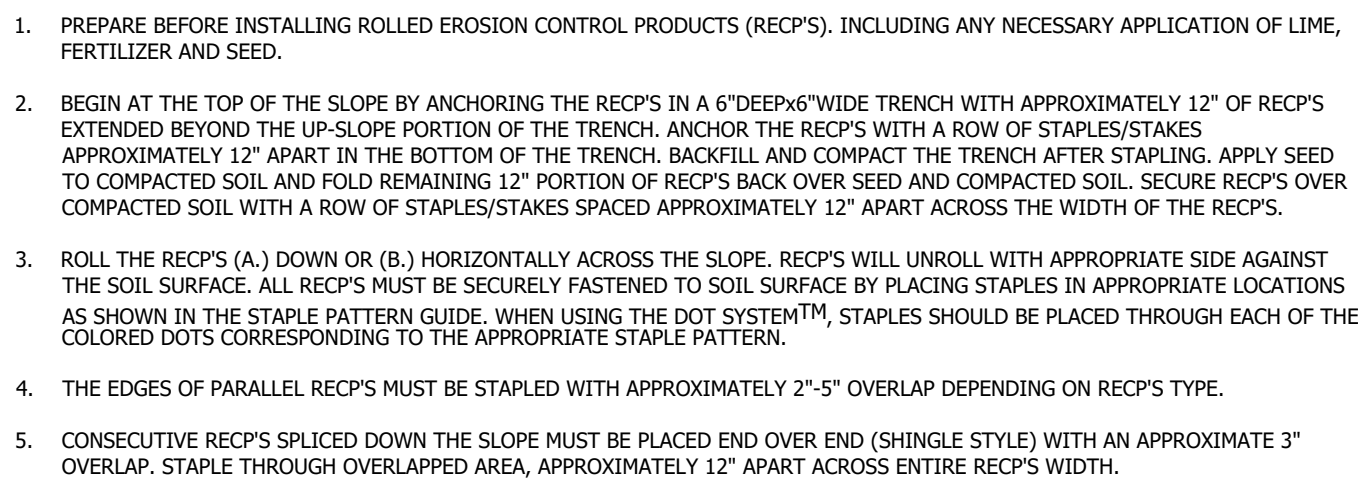 1. PREPARE BEFORE INSTALLING ROLLED EROSION CONTROL PRODUCTS (RECP'S). INCLUDING ANY NECESSARY APPLICATION OF LIME,
FERTILIZER AND SEED.
2. BEGIN AT THE TOP OF THE SLOPE BY ANCHORING THE RECP'S IN A 6"DEEPx6"WIDE TRENCH WITH APPROXIMATELY 12" OF RECP'S
EXTENDED BEYOND THE UP-SLOPE PORTION OF THE TRENCH. ANCHOR THE RECP'S WITH A ROW OF STAPLES/STAKES
APPROXIMATELY 12" APART IN THE BOTTOM OF THE TRENCH. BACKFILL AND COMPACT THE TRENCH AFTER STAPLING. APPLY SEED
TO COMPACTED SOIL AND FOLD REMAINING 12" PORTION OF RECP'S BACK OVER SEED AND COMPACTED SOIL. SECURE RECP'S OVER
COMPACTED SOIL WITH A ROW OF STAPLES/STAKES SPACED APPROXIMATELY 12" APART ACROSS THE WIDTH OF THE RECP'S.
3. ROLL THE RECP'S (A.) DOWN OR (B.) HORIZONTALLY ACROSS THE SLOPE. RECP'S WILL UNROLL WITH APPROPRIATE SIDE AGAINST
THE SOIL SURFACE. ALL RECP'S MUST BE SECURELY FASTENED TO SOIL SURFACE BY PLACING STAPLES IN APPROPRIATE LOCATIONS
AS SHOWN IN THE STAPLE PATTERN GUIDE. WHEN USING THE DOT SYSTEM™, STAPLES SHOULD BE PLACED THROUGH EACH OF THE
COLORED DOTS CORRESPONDING TO THE APPROPRIATE STAPLE PATTERN.
4. THE EDGES OF PARALLEL RECP'S MUST BE STAPLED WITH APPROXIMATELY 2"-5" OVERLAP DEPENDING ON RECP'S TYPE.
5. CONSECUTIVE RECP'S SPLICED DOWN THE SLOPE MUST BE PLACED END OVER END (SHINGLE STYLE) WITH AN APPROXIMATE 3"
OVERLAP. STAPLE THROUGH OVERLAPPED AREA, APPROXIMATELY 12" APART ACROSS ENTIRE RECP'S WIDTH.